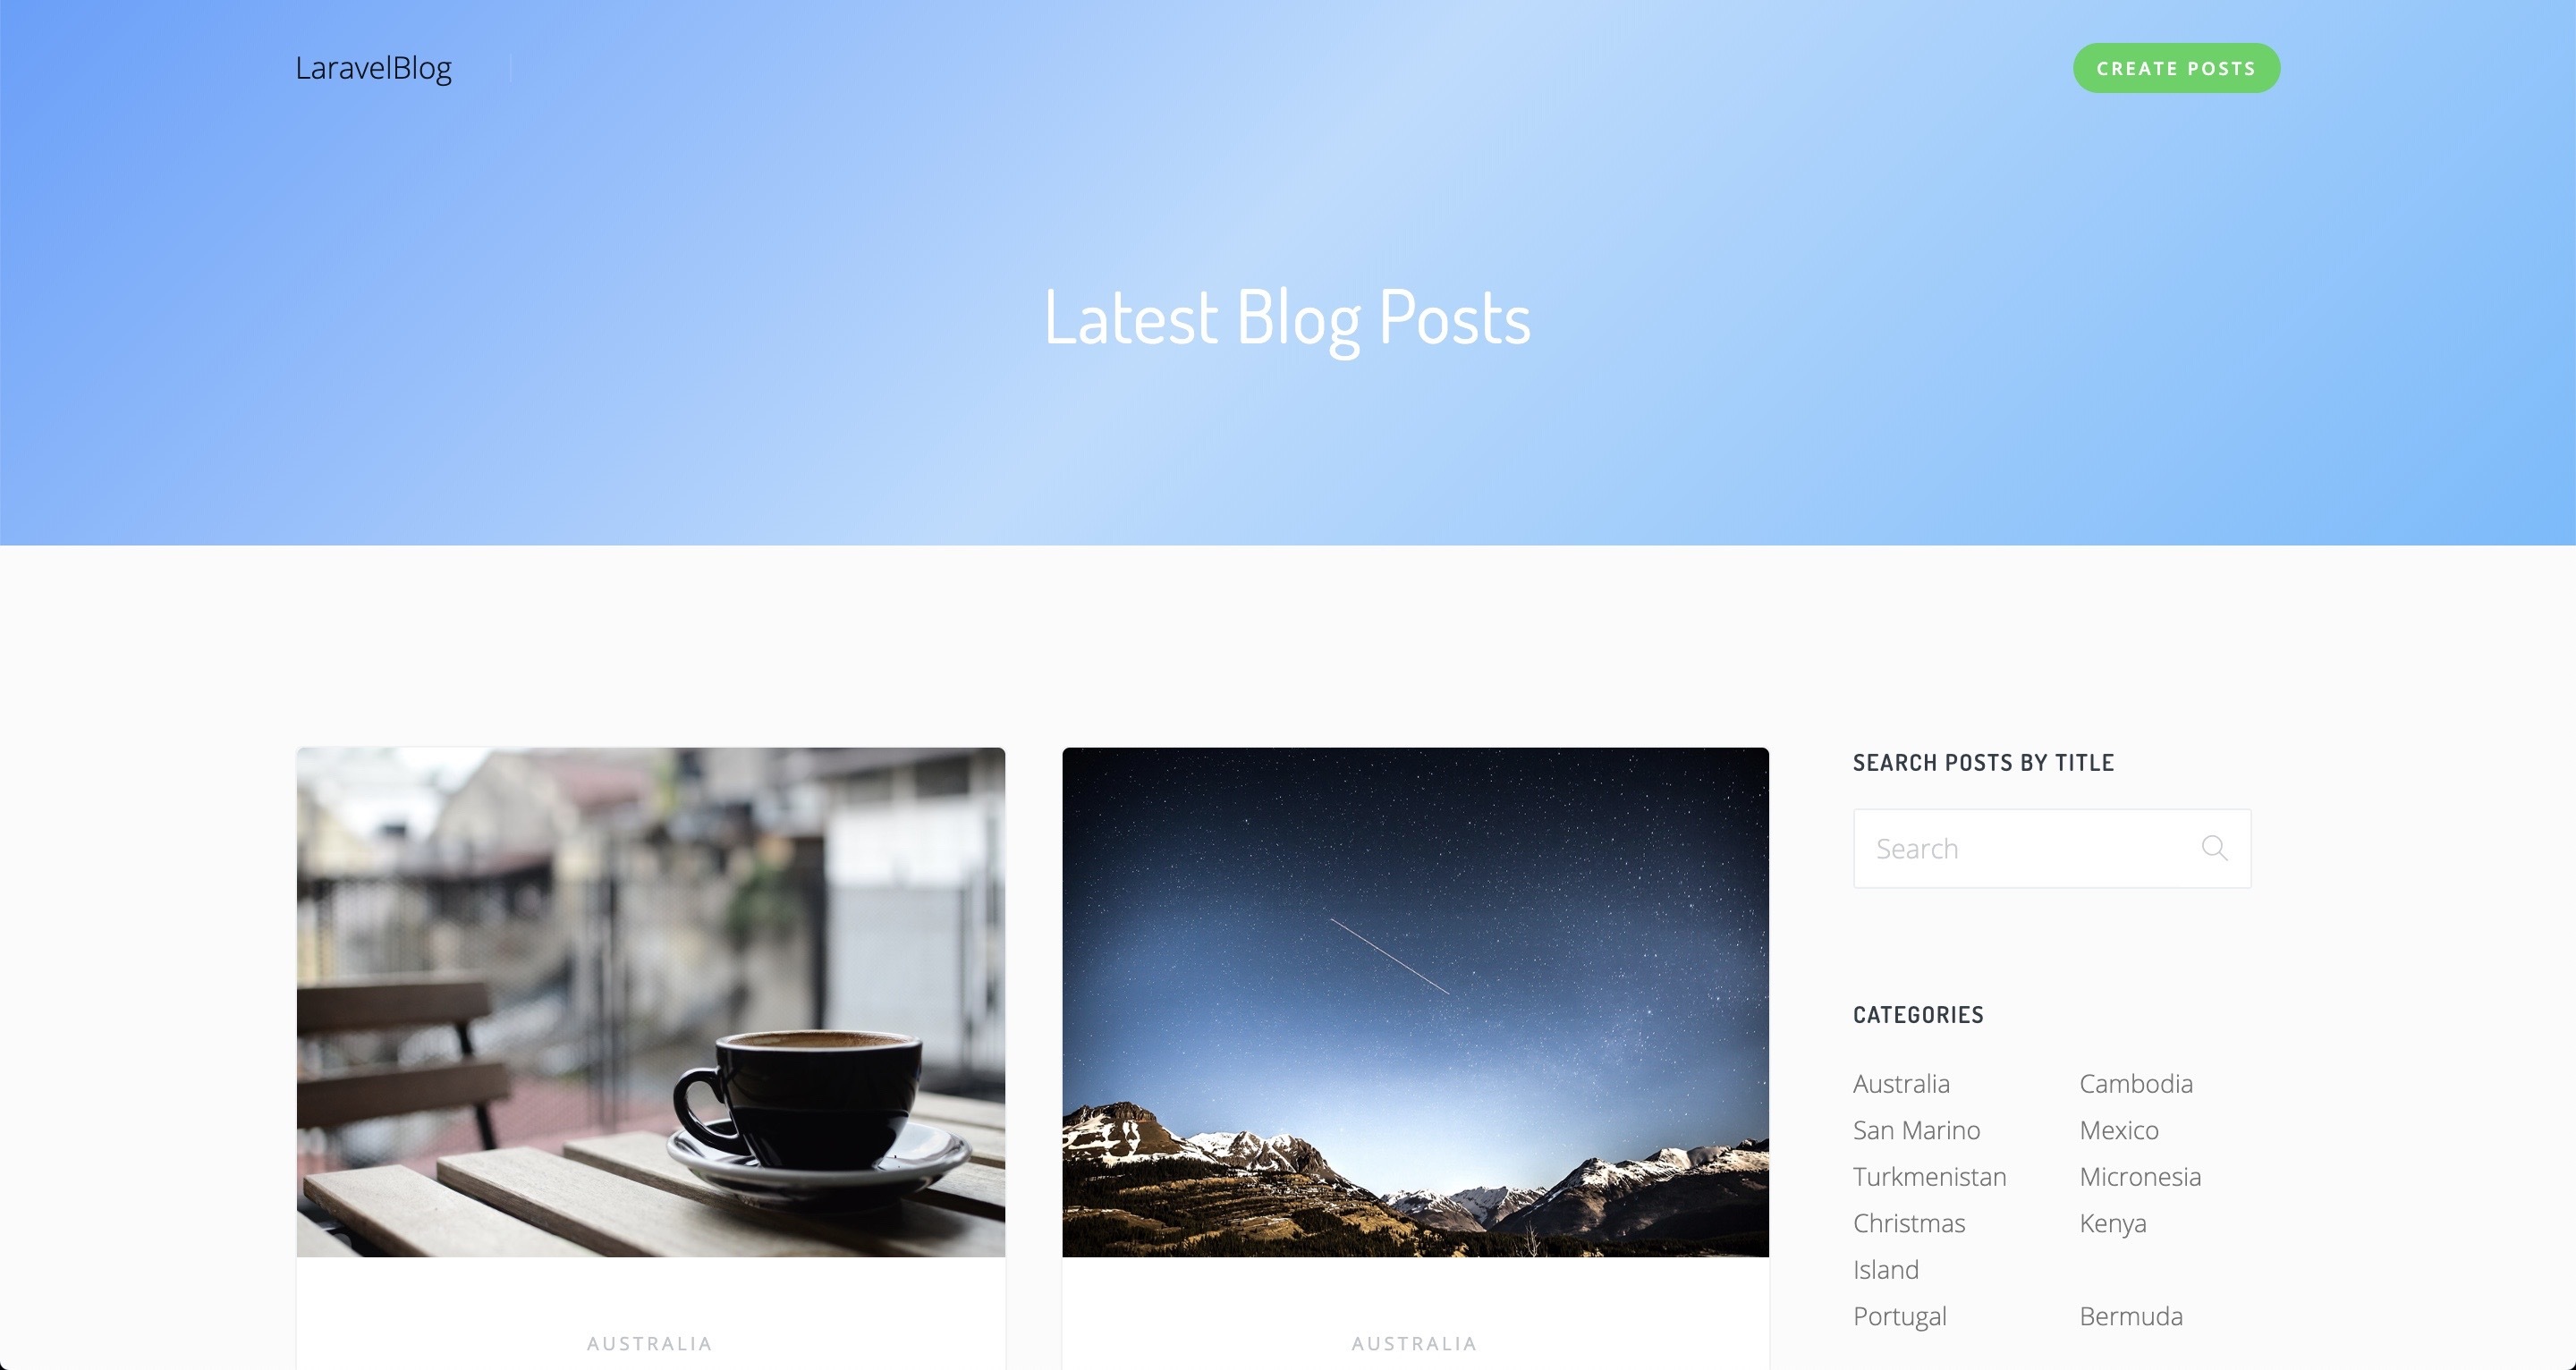 LaravelBlog
CREATE POSTS
Latest Blog Posts
AUSTRALIA
AUSTRALIA
SEARCH POSTS BY TITLE
Search
CATEGORIES
Australia
Cambodia
San Marino
Mexico
Turkmenistan
Micronesia
Christmas
Island
Kenya
Portugal
Bermuda